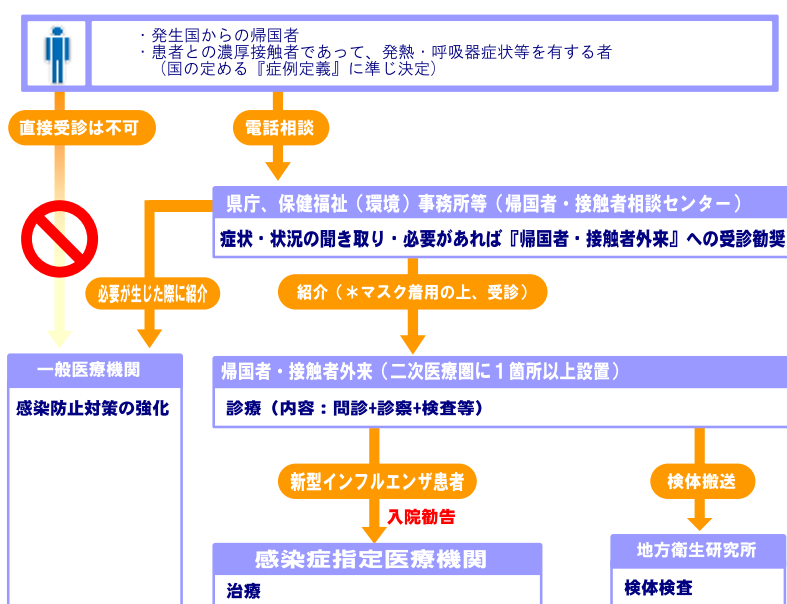 ・発生国からの帰国者
・患者との濃厚接触者であって、発熱・呼吸器症状等を有する者
（国の定める『症例定義』に準じ決定）
直接受診は不可
電話相談
県庁、保健福祉（環境）事務所等（帰国者・接触者相談センター）
症状・状況の聞き取り・必要があれば『帰国者・接触者外来』への受診勧奨
必要が生じた際に紹介
紹介（＊マスク着用の上、受診）
一般医療機関
感染防止対策の強化
帰国者・接触者外来（二次医療圏に１箇所以上設置）
診療（内容：問診+診察+検査等）
新型インフルエンザ患者
検体搬送
入院勧告
感染症指定医療機関
治療
地方衛生研究所
検体検査